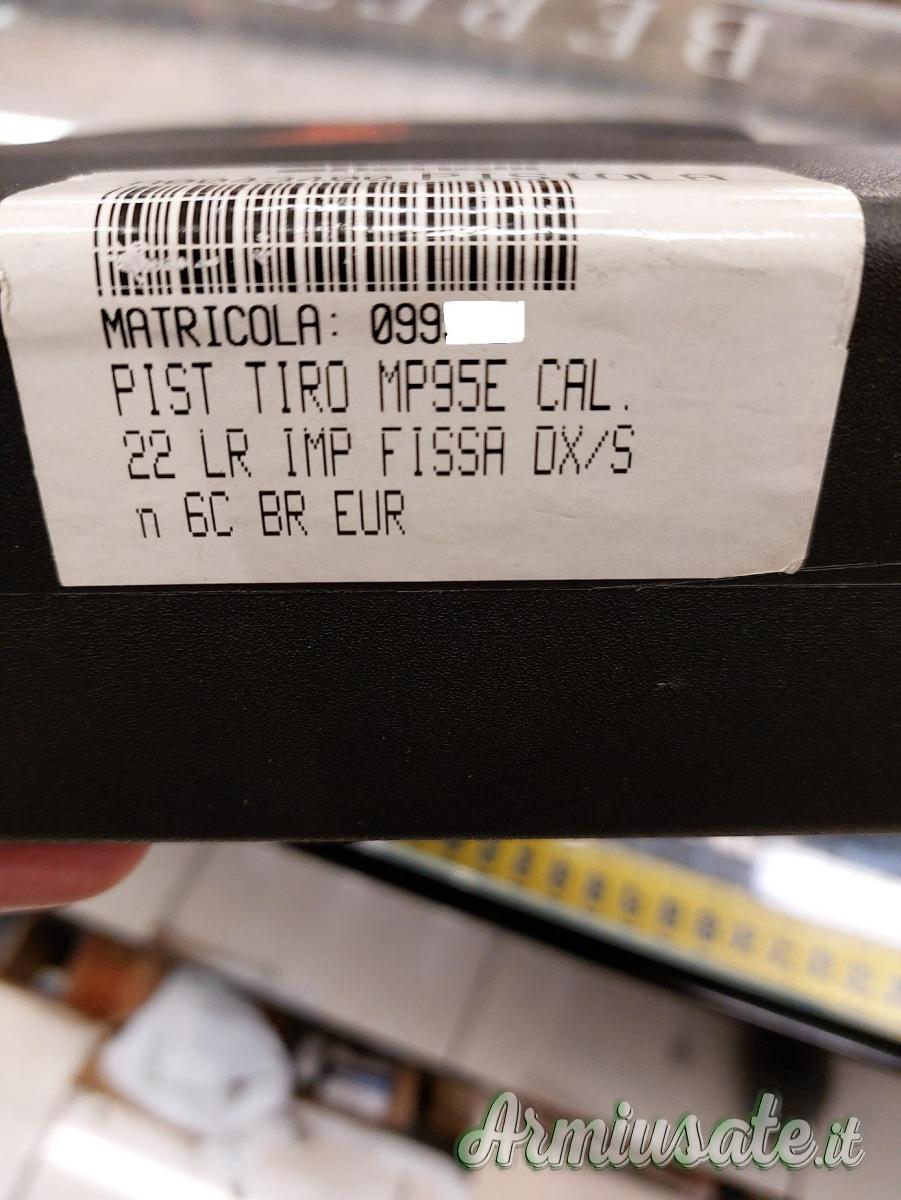 MATRICOLA: 099
PIST TIRO MP95E CAL.
22 LR IMP FISSA DX/S
n 6C BR EUR
Armiusate.it